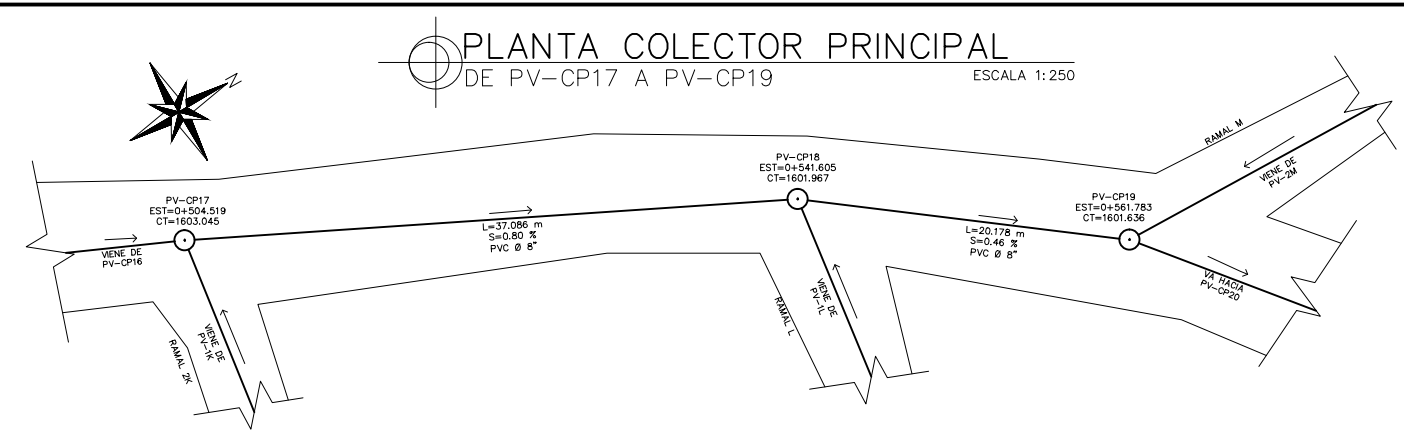 PLANTA COLECTOR PRINCIPAL
DE PV-CP17 A PV-CP19
ESCALA 1:250
N
PV-CP17
EST=0+504.519
CT=1603.045
VIENE DE
PV-CP16
VIENE DE
PV-1K
RAMAL 2K
L=37.086 m
S=0.80 %
PVC Ø 8"
PV-CP18
EST=0+541.605
CT=1601.967
RAMAL L
VIENE DE
PV-1L
L=20.178 m
S=0.46 %
PVC Ø 8"
PV-CP19
EST=0+561.783
CT=1601.636
RAMAL M
VIENE DE
PV-2M
VA HACIA
PV-CP20